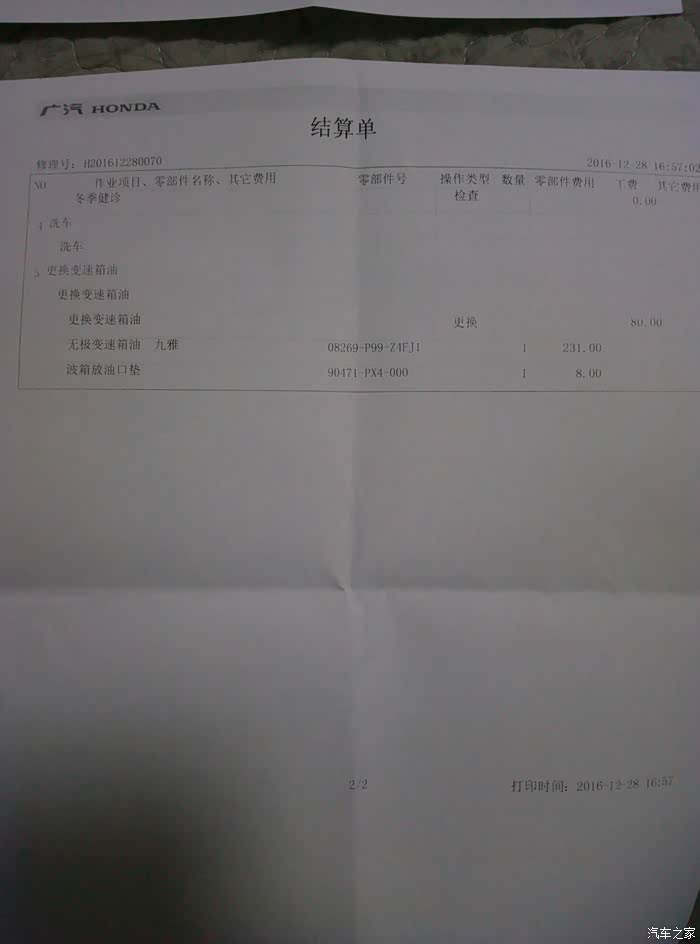 广汽 HONDA
结算单
修理号: H201612280070 2016-12-28 16:57:02
NO 作业项目、零部件名称、其它费用 零部件号 操作类型 数量 零部件费用 工费 其它费用
冬季健诊 检查 0.00
4 洗车
洗车
5 更换变速箱油
更换变速箱油
更换变速箱油 更换 80.00
无极变速箱油 九雅 08269-P99-Z4FJ1 1 231.00
波箱放油口垫 90471-PX4-000 1 8.00
2/2 打印时间: 2016-12-28 16:57
汽车之家